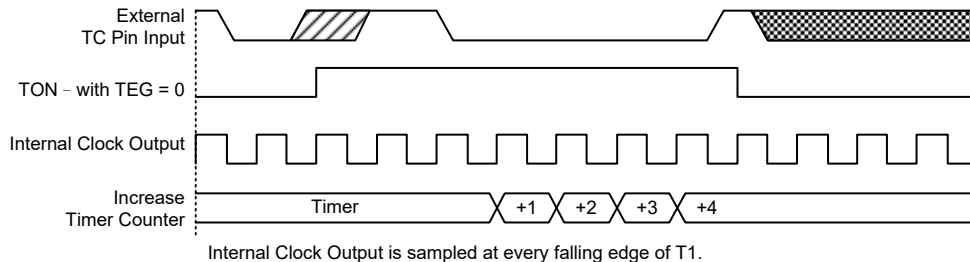 External
TC Pin Input
TON – with TEG = 0
Internal Clock Output
Increase
Timer Counter
Timer +1 +2 +3 +4
Internal Clock Output is sampled at every falling edge of T1.